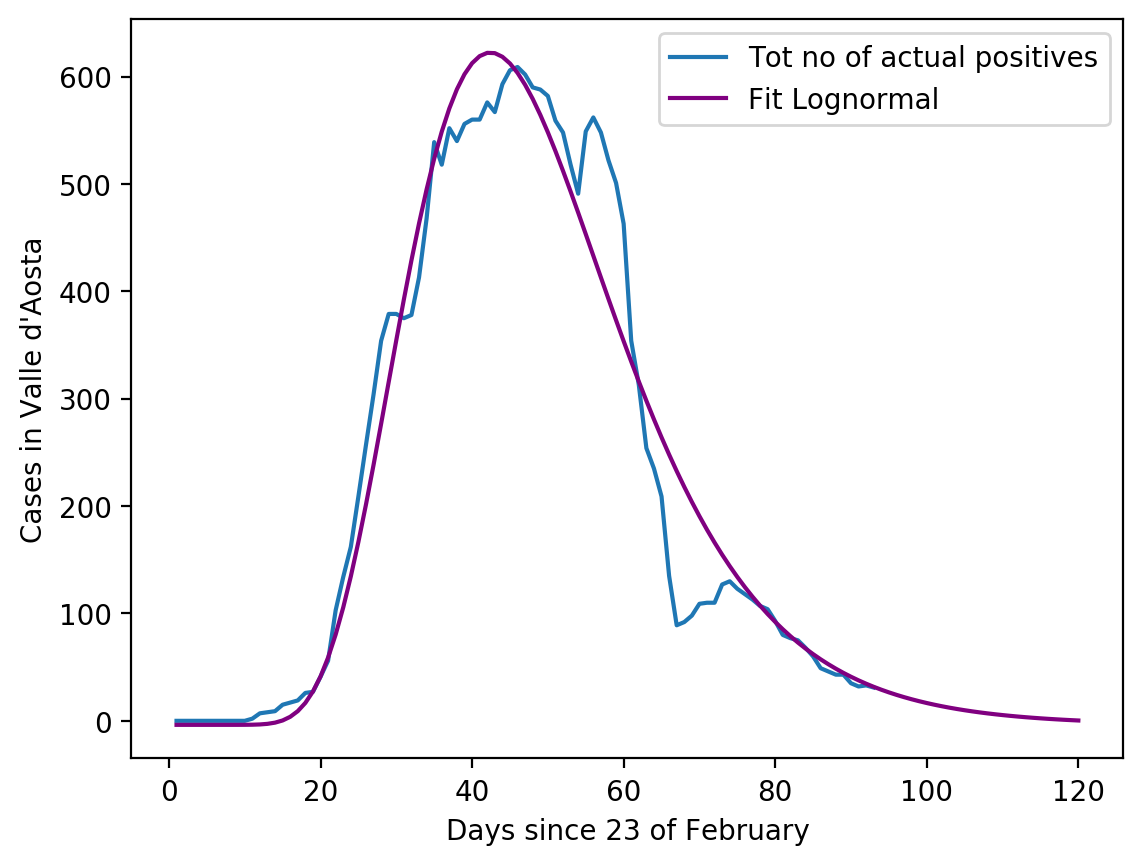 Tot no of actual positives
Fit Lognormal
Cases in Valle d'Aosta
600
500
400
300
200
100
0
0 20 40 60 80 100 120
Days since 23 of February